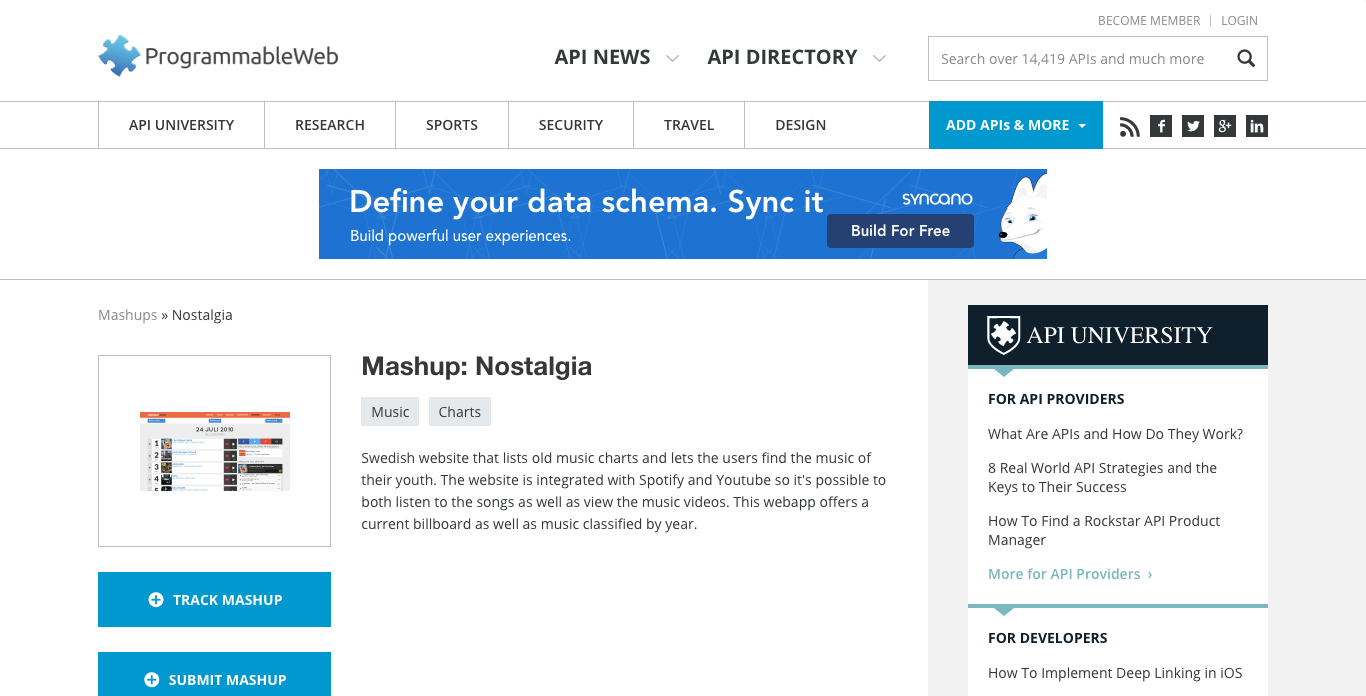 BECOME MEMBER | LOGIN
ProgrammableWeb
API NEWS
API DIRECTORY
Search over 14,419 APIs and much more
API UNIVERSITY
RESEARCH
SPORTS
SECURITY
TRAVEL
DESIGN
ADD APIs & MORE
Define your data schema. Sync it
Build powerful user experiences.
syncano
Build For Free
Mashups » Nostalgia
24 JULI 2010
1
2
3
4
Mashup: Nostalgia
Music
Charts
Swedish website that lists old music charts and lets the users find the music of
their youth. The website is integrated with Spotify and Youtube so it's possible to
both listen to the songs as well as view the music videos. This webapp offers a
current billboard as well as music classified by year.
TRACK MASHUP
SUBMIT MASHUP
API UNIVERSITY
FOR API PROVIDERS
What Are APIs and How Do They Work?
8 Real World API Strategies and the
Keys to Their Success
How To Find a Rockstar API Product
Manager
More for API Providers ›
FOR DEVELOPERS
How To Implement Deep Linking in iOS